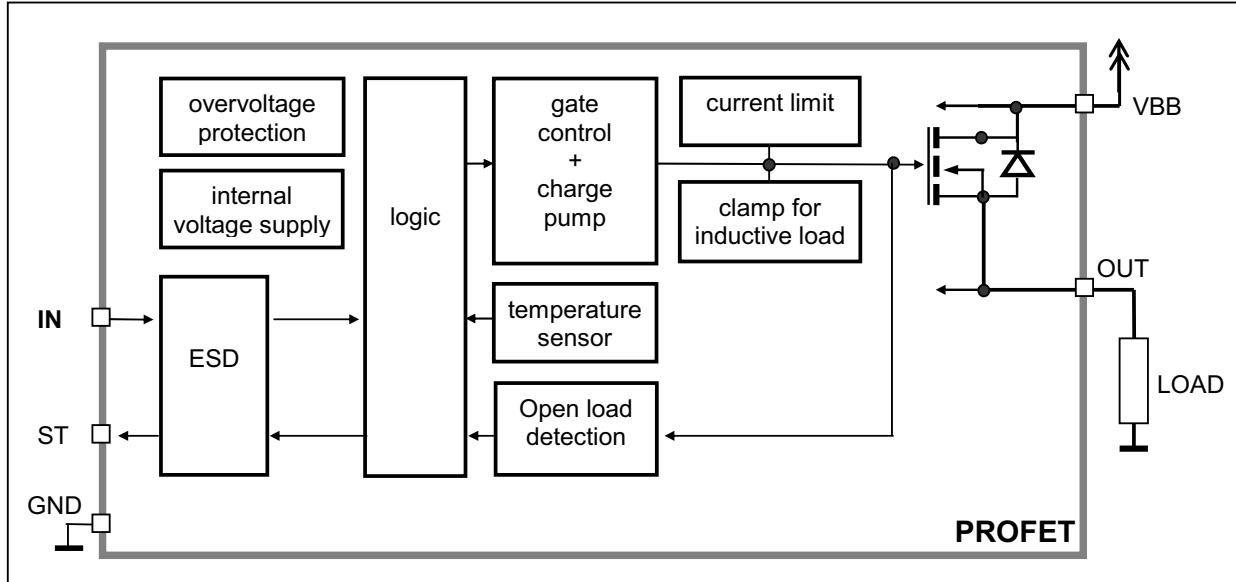 overvoltage
protection
internal
voltage supply
logic
gate
control
+
charge
pump
current limit
clamp for
inductive load
VBB
IN
ESD
temperature
sensor
OUT
LOAD
ST
Open load
detection
GND
PROFET